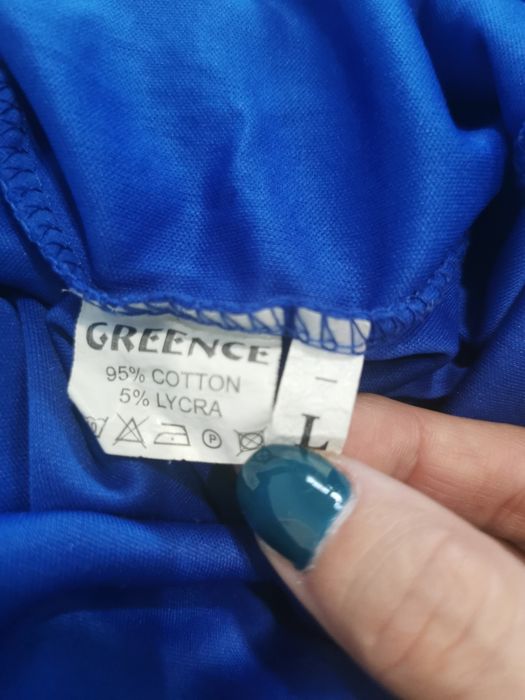 GREENCE
95% COTTON
5% LYCRA
P
L